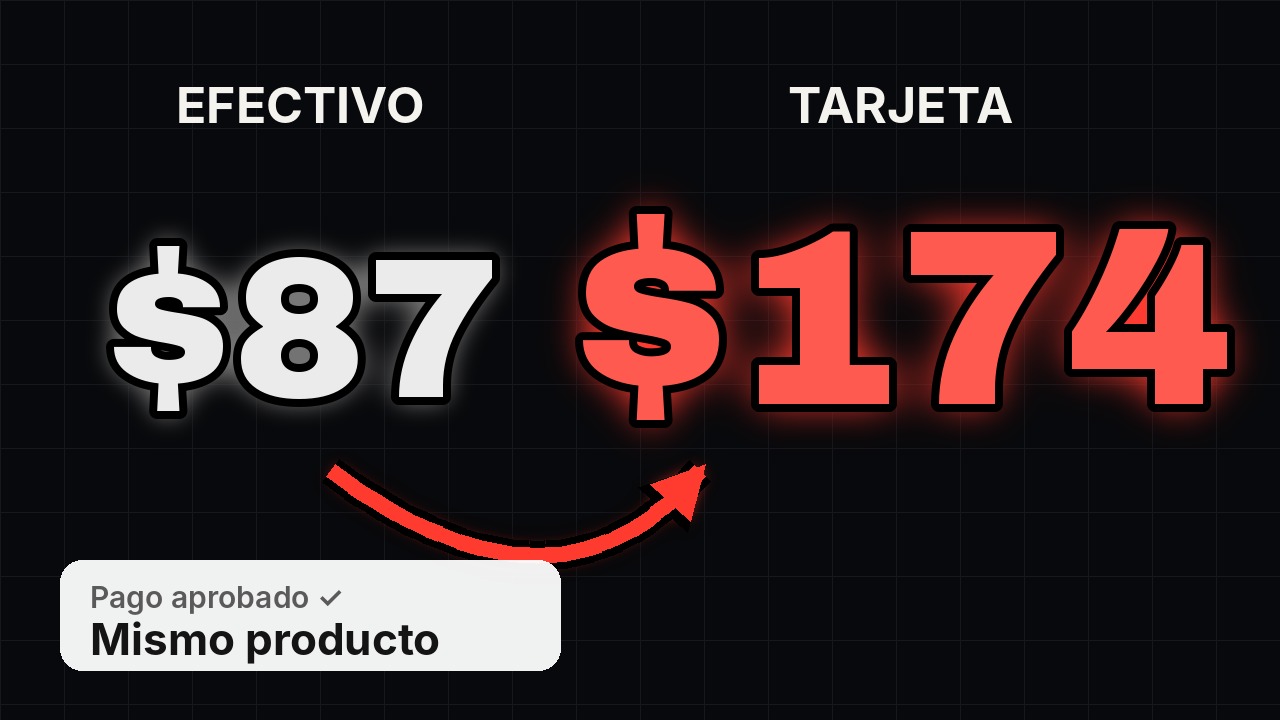 EFECTIVO
TARJETA
$87
$174
Pago aprobado ✓
Mismo producto